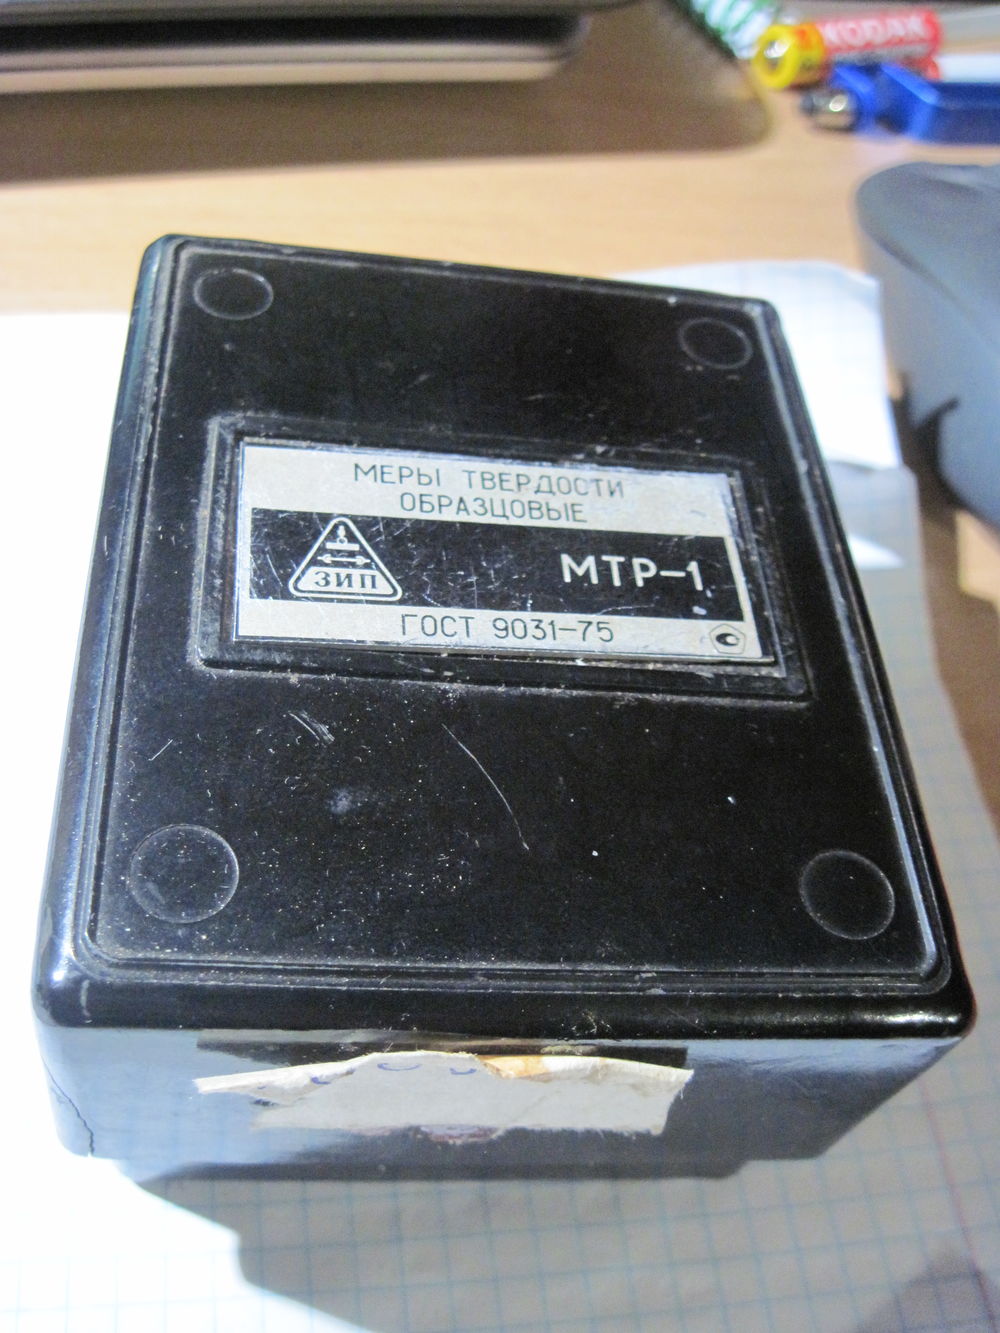 KODAK
МЕРЫ ТВЕРДОСТИ
ОБРАЗЦОВЫЕ
ЗИП
МТР-1
ГОСТ 9031-75